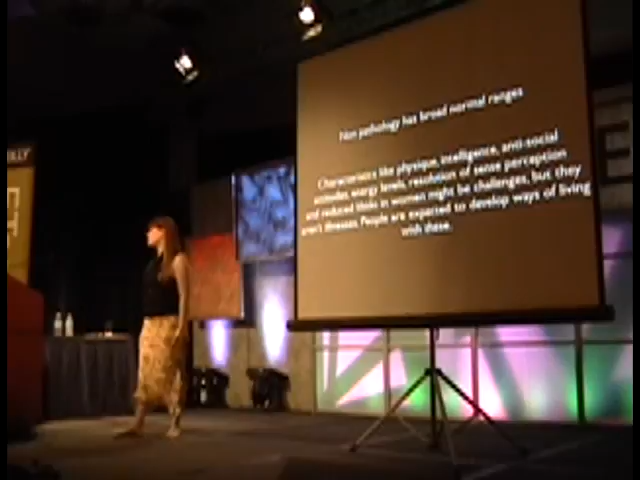 Non pathology has broad normal ranges
Characteristics like physique, intelligence, anti-social
attitudes, energy levels, resolution of sense perception
and reduced libido in women might be challenges, but they
aren't illnesses. People are expected to develop ways of living
with these.